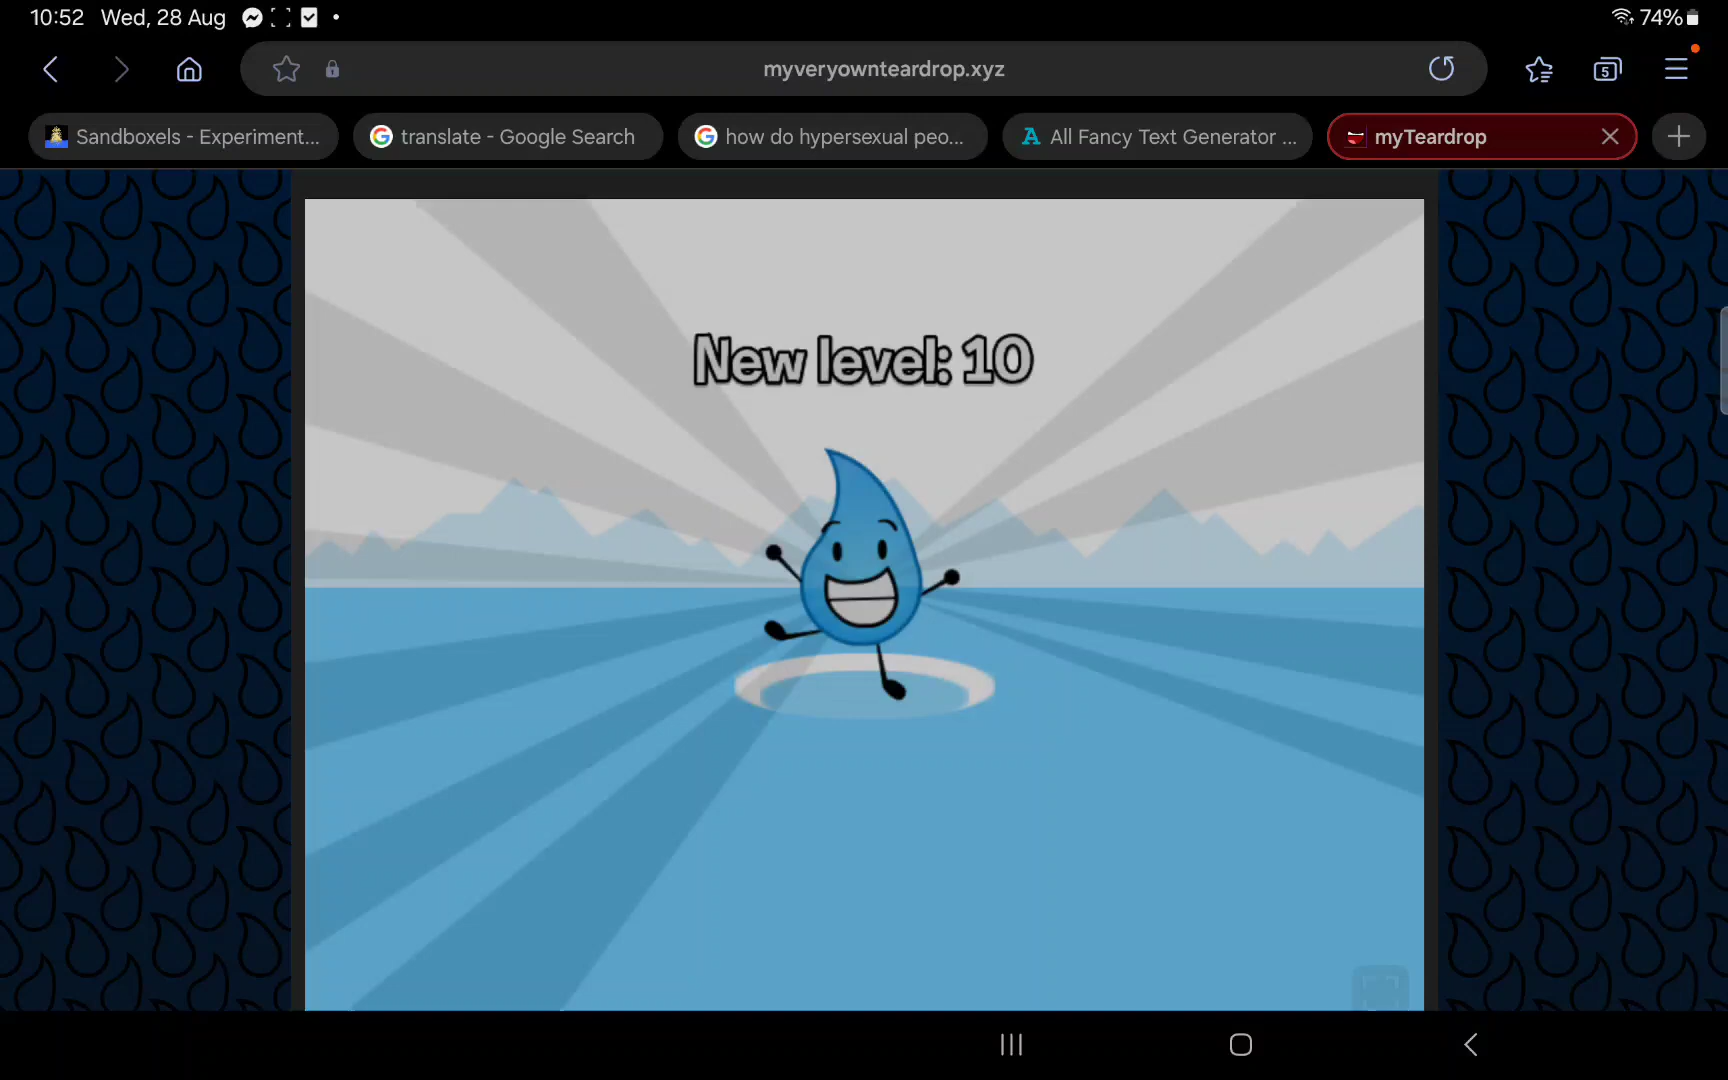 10:52 Wed, 28 Aug
74%
myveryownteardrop.xyz
5
Sandboxels - Experiment...
translate - Google Search
how do hypersexual peo...
All Fancy Text Generator ...
myTeardrop
New level: 10